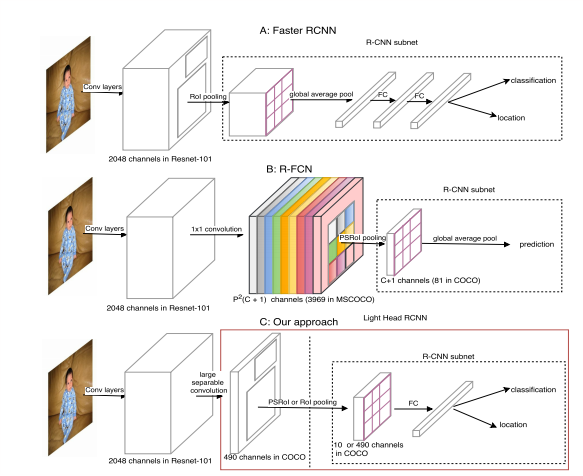 A: Faster RCNN
R-CNN subnet
Conv layers
RoI pooling
global average pool
FC
FC
classification
location
2048 channels in Resnet-101
B: R-FCN
R-CNN subnet
Conv layers
1x1 convolution
PSRoI pooling
global average pool
prediction
C+1 channels (81 in COCO)
2048 channels in Resnet-101
P²(C + 1) channels (3969 in MSCOCO)
C: Our approach
Light Head RCNN
R-CNN subnet
Conv layers
large
separable
convolution
PSRoI or RoI pooling
FC
classification
location
10 or 490 channels
in COCO
490 channels in COCO
2048 channels in Resnet-101